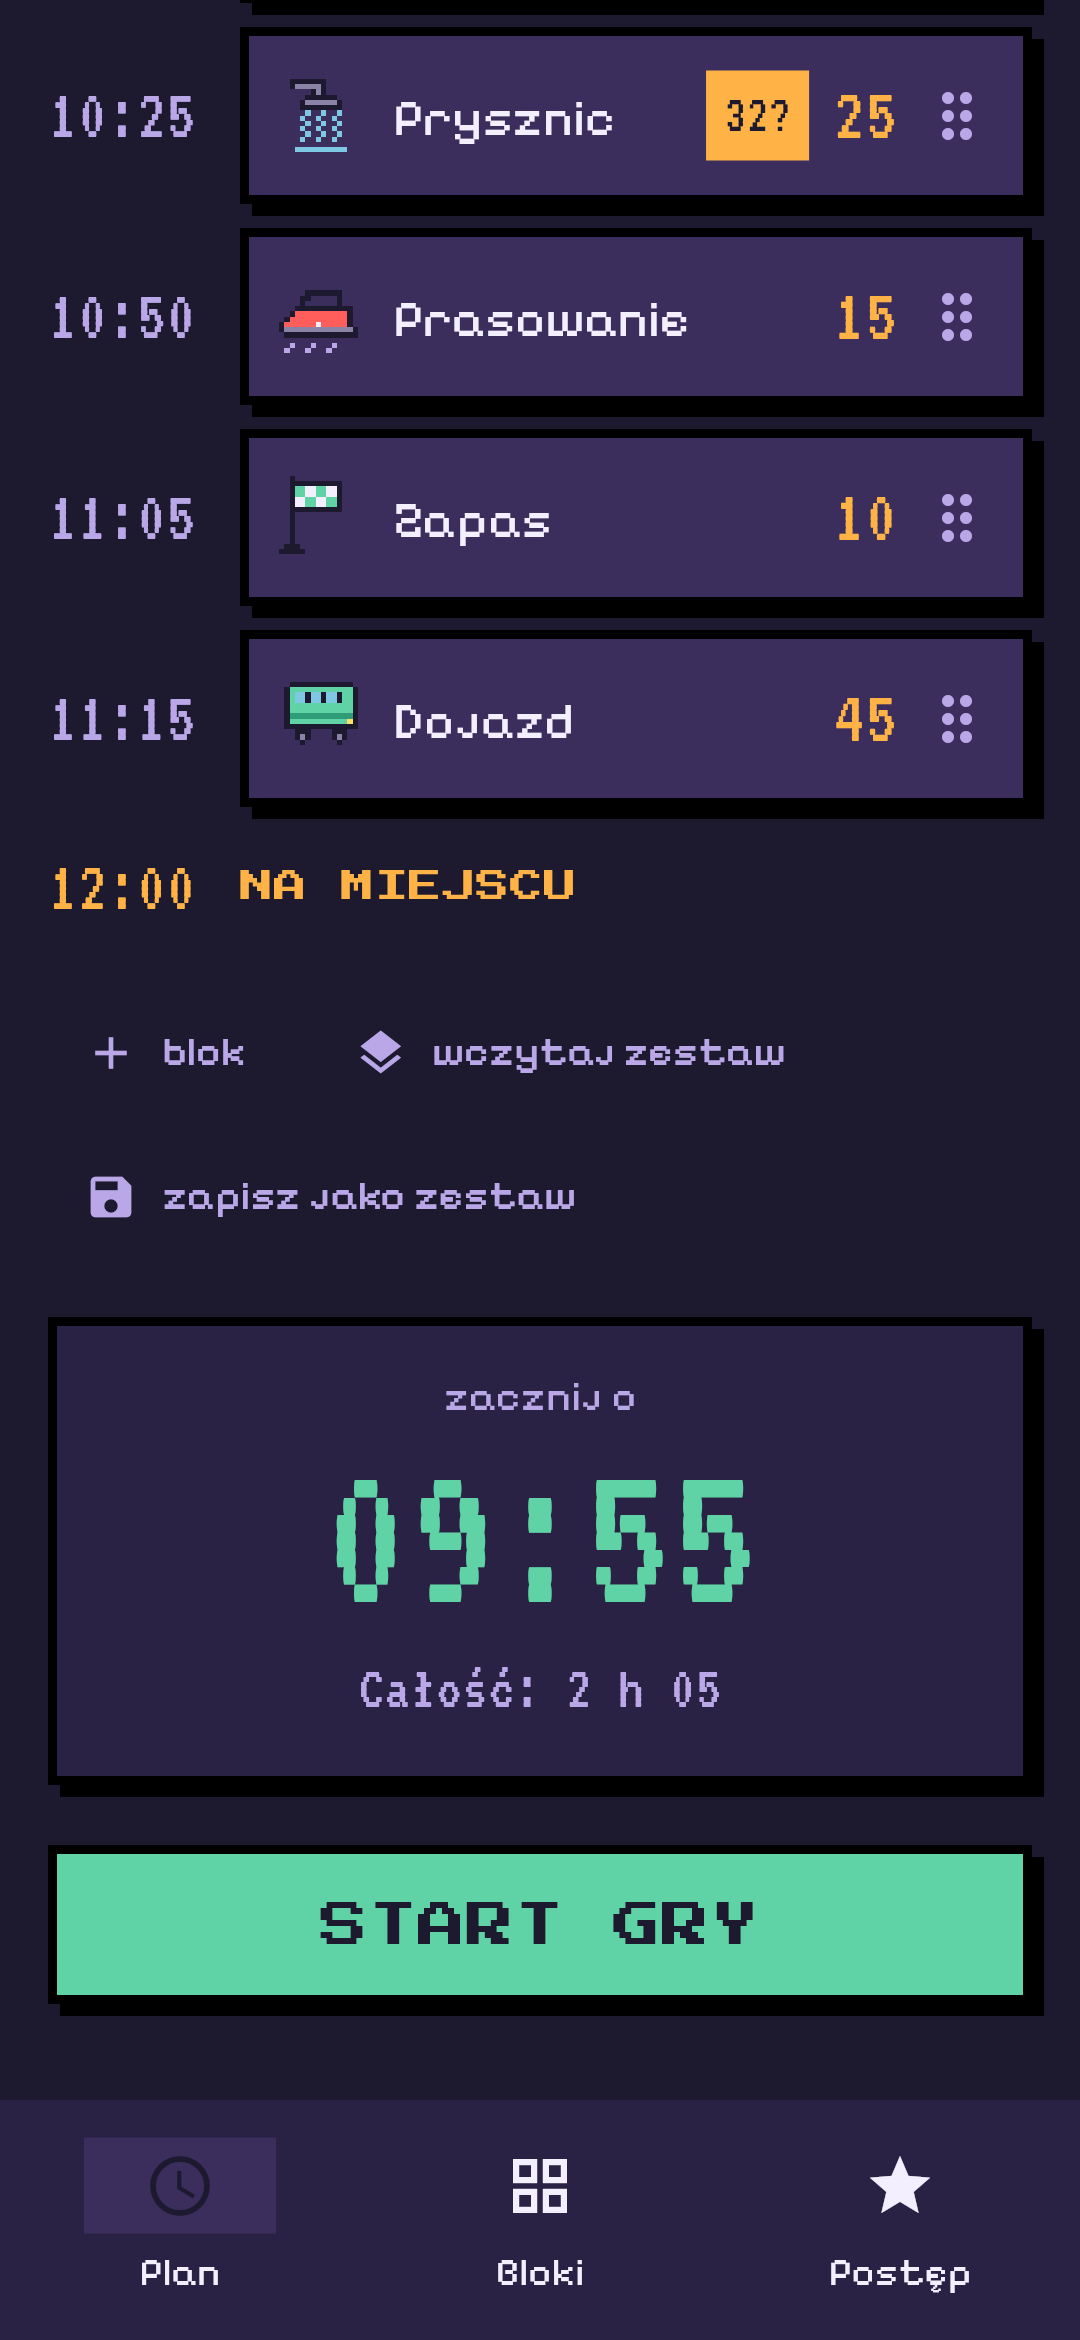 10:25 Prysznic 32? 25
10:50 Prasowanie 15
11:05 Zapas 10
11:15 Dojazd 45
12:00 NA MIEJSCU
blok wczytaj zestaw
zapisz jako zestaw
zacznij o
09:55
Całość: 2 h 05
START GRY
Plan Bloki Postęp